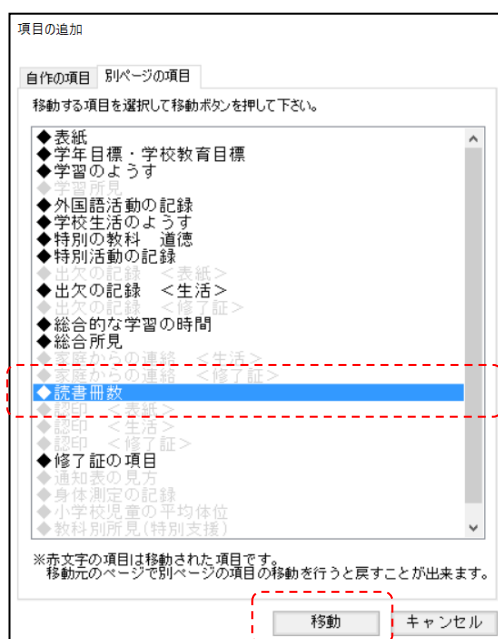 項目の追加
自作の項目 別ページの項目
移動する項目を選択して移動ボタンを押して下さい。
◆表紙
◆学年目標・学校教育目標
◆学習のようす
◆学習所見
◆外国語活動の記録
◆学校生活のようす
◆特別の教科　道徳
◆特別活動の記録
◆出欠の記録　＜表紙＞
◆出欠の記録　＜生活＞
◆出欠の記録　＜修了証＞
◆総合的な学習の時間
◆総合所見
◆家庭からの連絡　＜生活＞
◆家庭からの連絡　＜修了証＞
◆読書冊数
◆認印　＜表紙＞
◆認印　＜生活＞
◆認印　＜修了証＞
◆修了証の項目
◆通知表の見方
◆身体測定の記録
◆小学校児童の平均体位
◆教科別所見(特別支援)
※赤文字の項目は移動された項目です。
移動元のページで別ページの項目の移動を行うと戻すことが出来ます。
移動 キャンセル